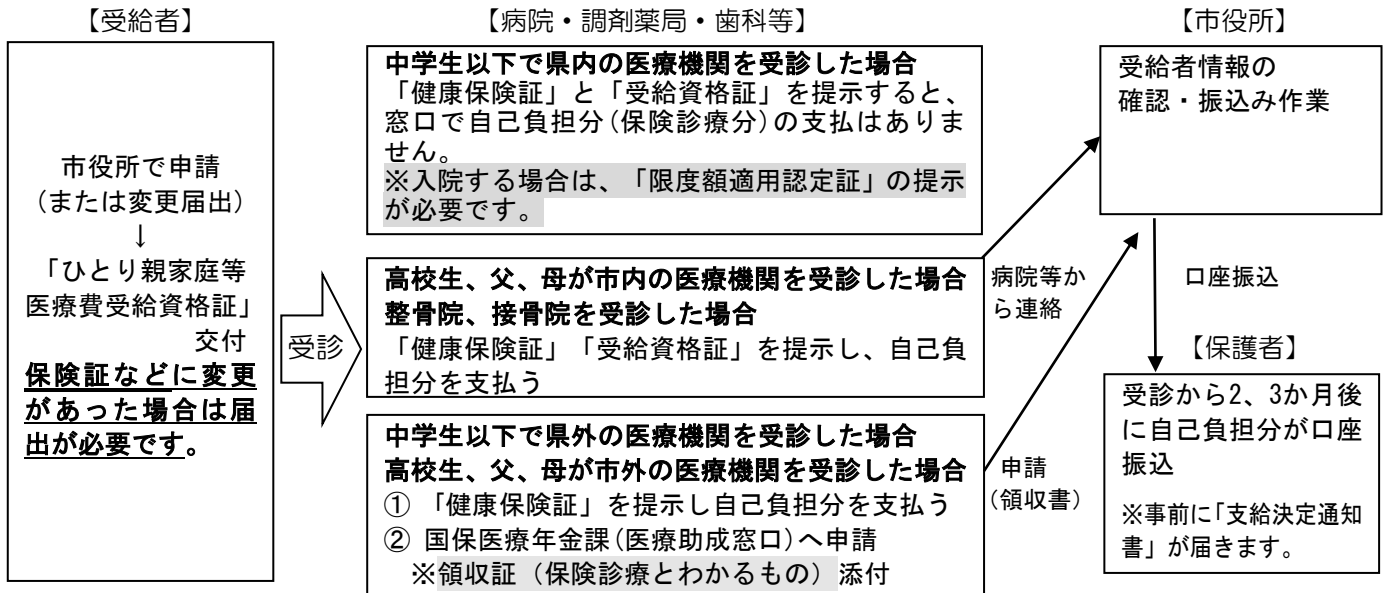 【受給者】
市役所で申請
（または変更届出）
↓
「ひとり親家庭等
医療費受給資格証」
交付
保険証などに変更
があった場合は届
出が必要です。
受診
【病院・調剤薬局・歯科等】
中学生以下で県内の医療機関を受診した場合
「健康保険証」と「受給資格証」を提示すると、
窓口で自己負担分(保険診療分)の支払はありま
せん。
※入院する場合は、「限度額適用認定証」の提示
が必要です。
高校生、父、母が市内の医療機関を受診した場合
整骨院、接骨院を受診した場合
「健康保険証」「受給資格証」を提示し、自己負
担分を支払う
中学生以下で県外の医療機関を受診した場合
高校生、父、母が市外の医療機関を受診した場合
① 「健康保険証」を提示し自己負担分を支払う
② 国保医療年金課(医療助成窓口)へ申請
※領収証（保険診療とわかるもの）添付
病院等か
ら連絡
申請
（領収書）
【市役所】
受給者情報の
確認・振込み作業
口座振込
【保護者】
受診から2、3か月後
に自己負担分が口座
振込
※事前に「支給決定通知
書」が届きます。